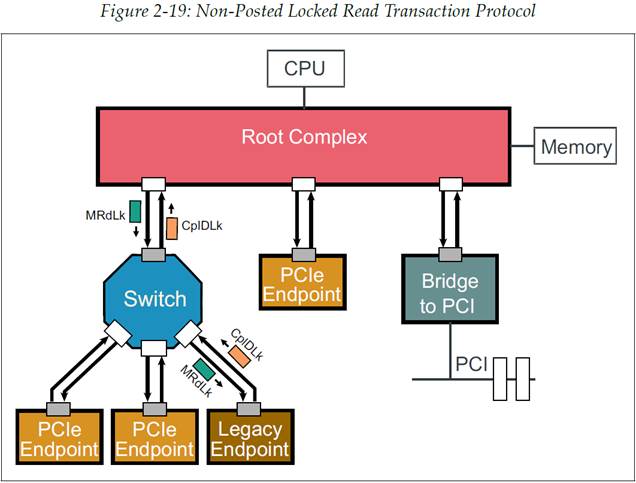 Figure 2-19: Non-Posted Locked Read Transaction Protocol
CPU
Root Complex
Memory
MRdLk
CplDLk
PCIe
Endpoint
Bridge
to PCI
Switch
CplDLk
MRdLk
PCI
PCIe
Endpoint
PCIe
Endpoint
Legacy
Endpoint